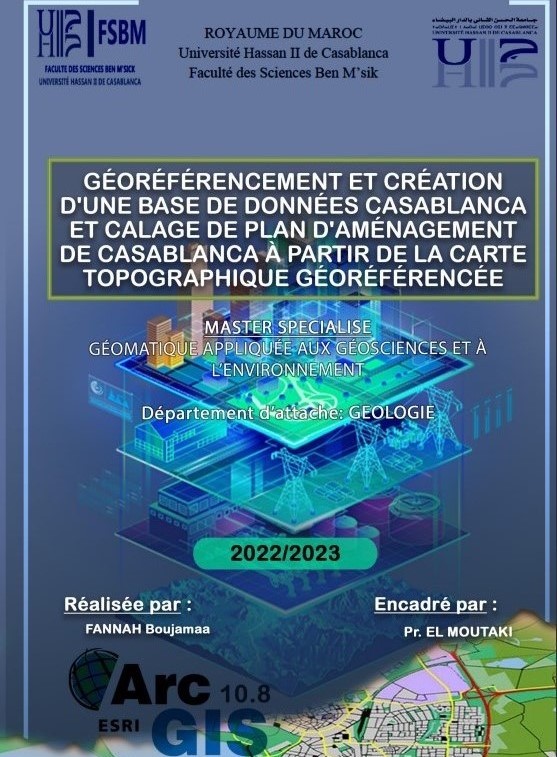 FSBM
FACULTÉ DES SCIENCES BEN M'SICK
UNIVERSITÉ HASSAN II DE CASABLANCA
ROYAUME DU MAROC
Université Hassan II de Casablanca
Faculté des Sciences Ben M'sik
جامعة الحسن الثاني بالدار البيضاء
UNIVERSITÉ HASSAN II DE CASABLANCA
GÉORÉFÉRENCEMENT ET CRÉATION
D'UNE BASE DE DONNÉES CASABLANCA
ET CALAGE DE PLAN D'AMÉNAGEMENT
DE CASABLANCA À PARTIR DE LA CARTE
TOPOGRAPHIQUE GÉORÉFÉRENCÉE
MASTER SPECIALISE
GÉOMATIQUE APPLIQUÉE AUX GÉOSCIENCES ET À
L'ENVIRONNEMENT
Département d'attache: GEOLOGIE
2022/2023
Réalisée par :
FANNAH Boujamaa
Encadré par :
Pr. EL MOUTAKI
Arc 10.8
ESRI GIS